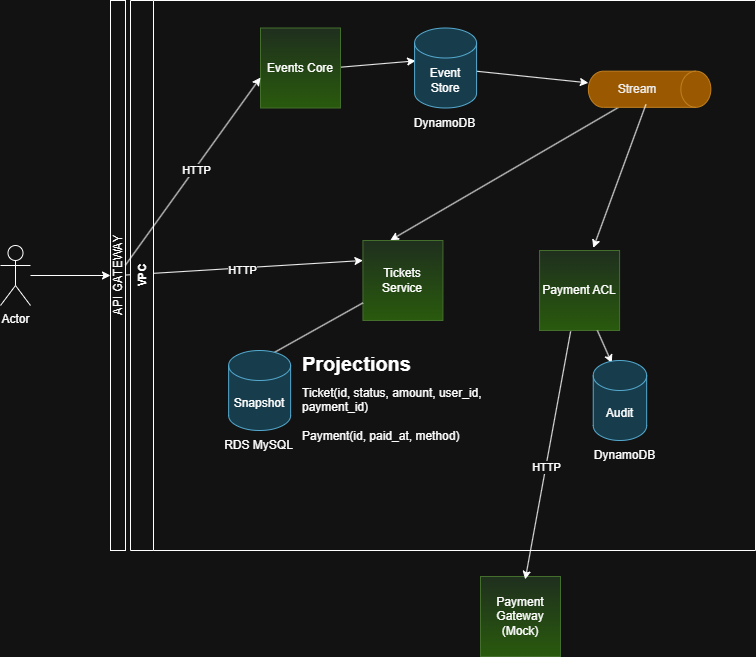 Events Core
Event
Store
DynamoDB
Stream
HTTP
API GATEWAY
VPC
HTTP
Tickets
Service
Payment ACL
Actor
Projections
Ticket(id, status, amount, user_id,
payment_id)
Payment(id, paid_at, method)
Snapshot
RDS MySQL
Audit
DynamoDB
HTTP
Payment
Gateway
(Mock)